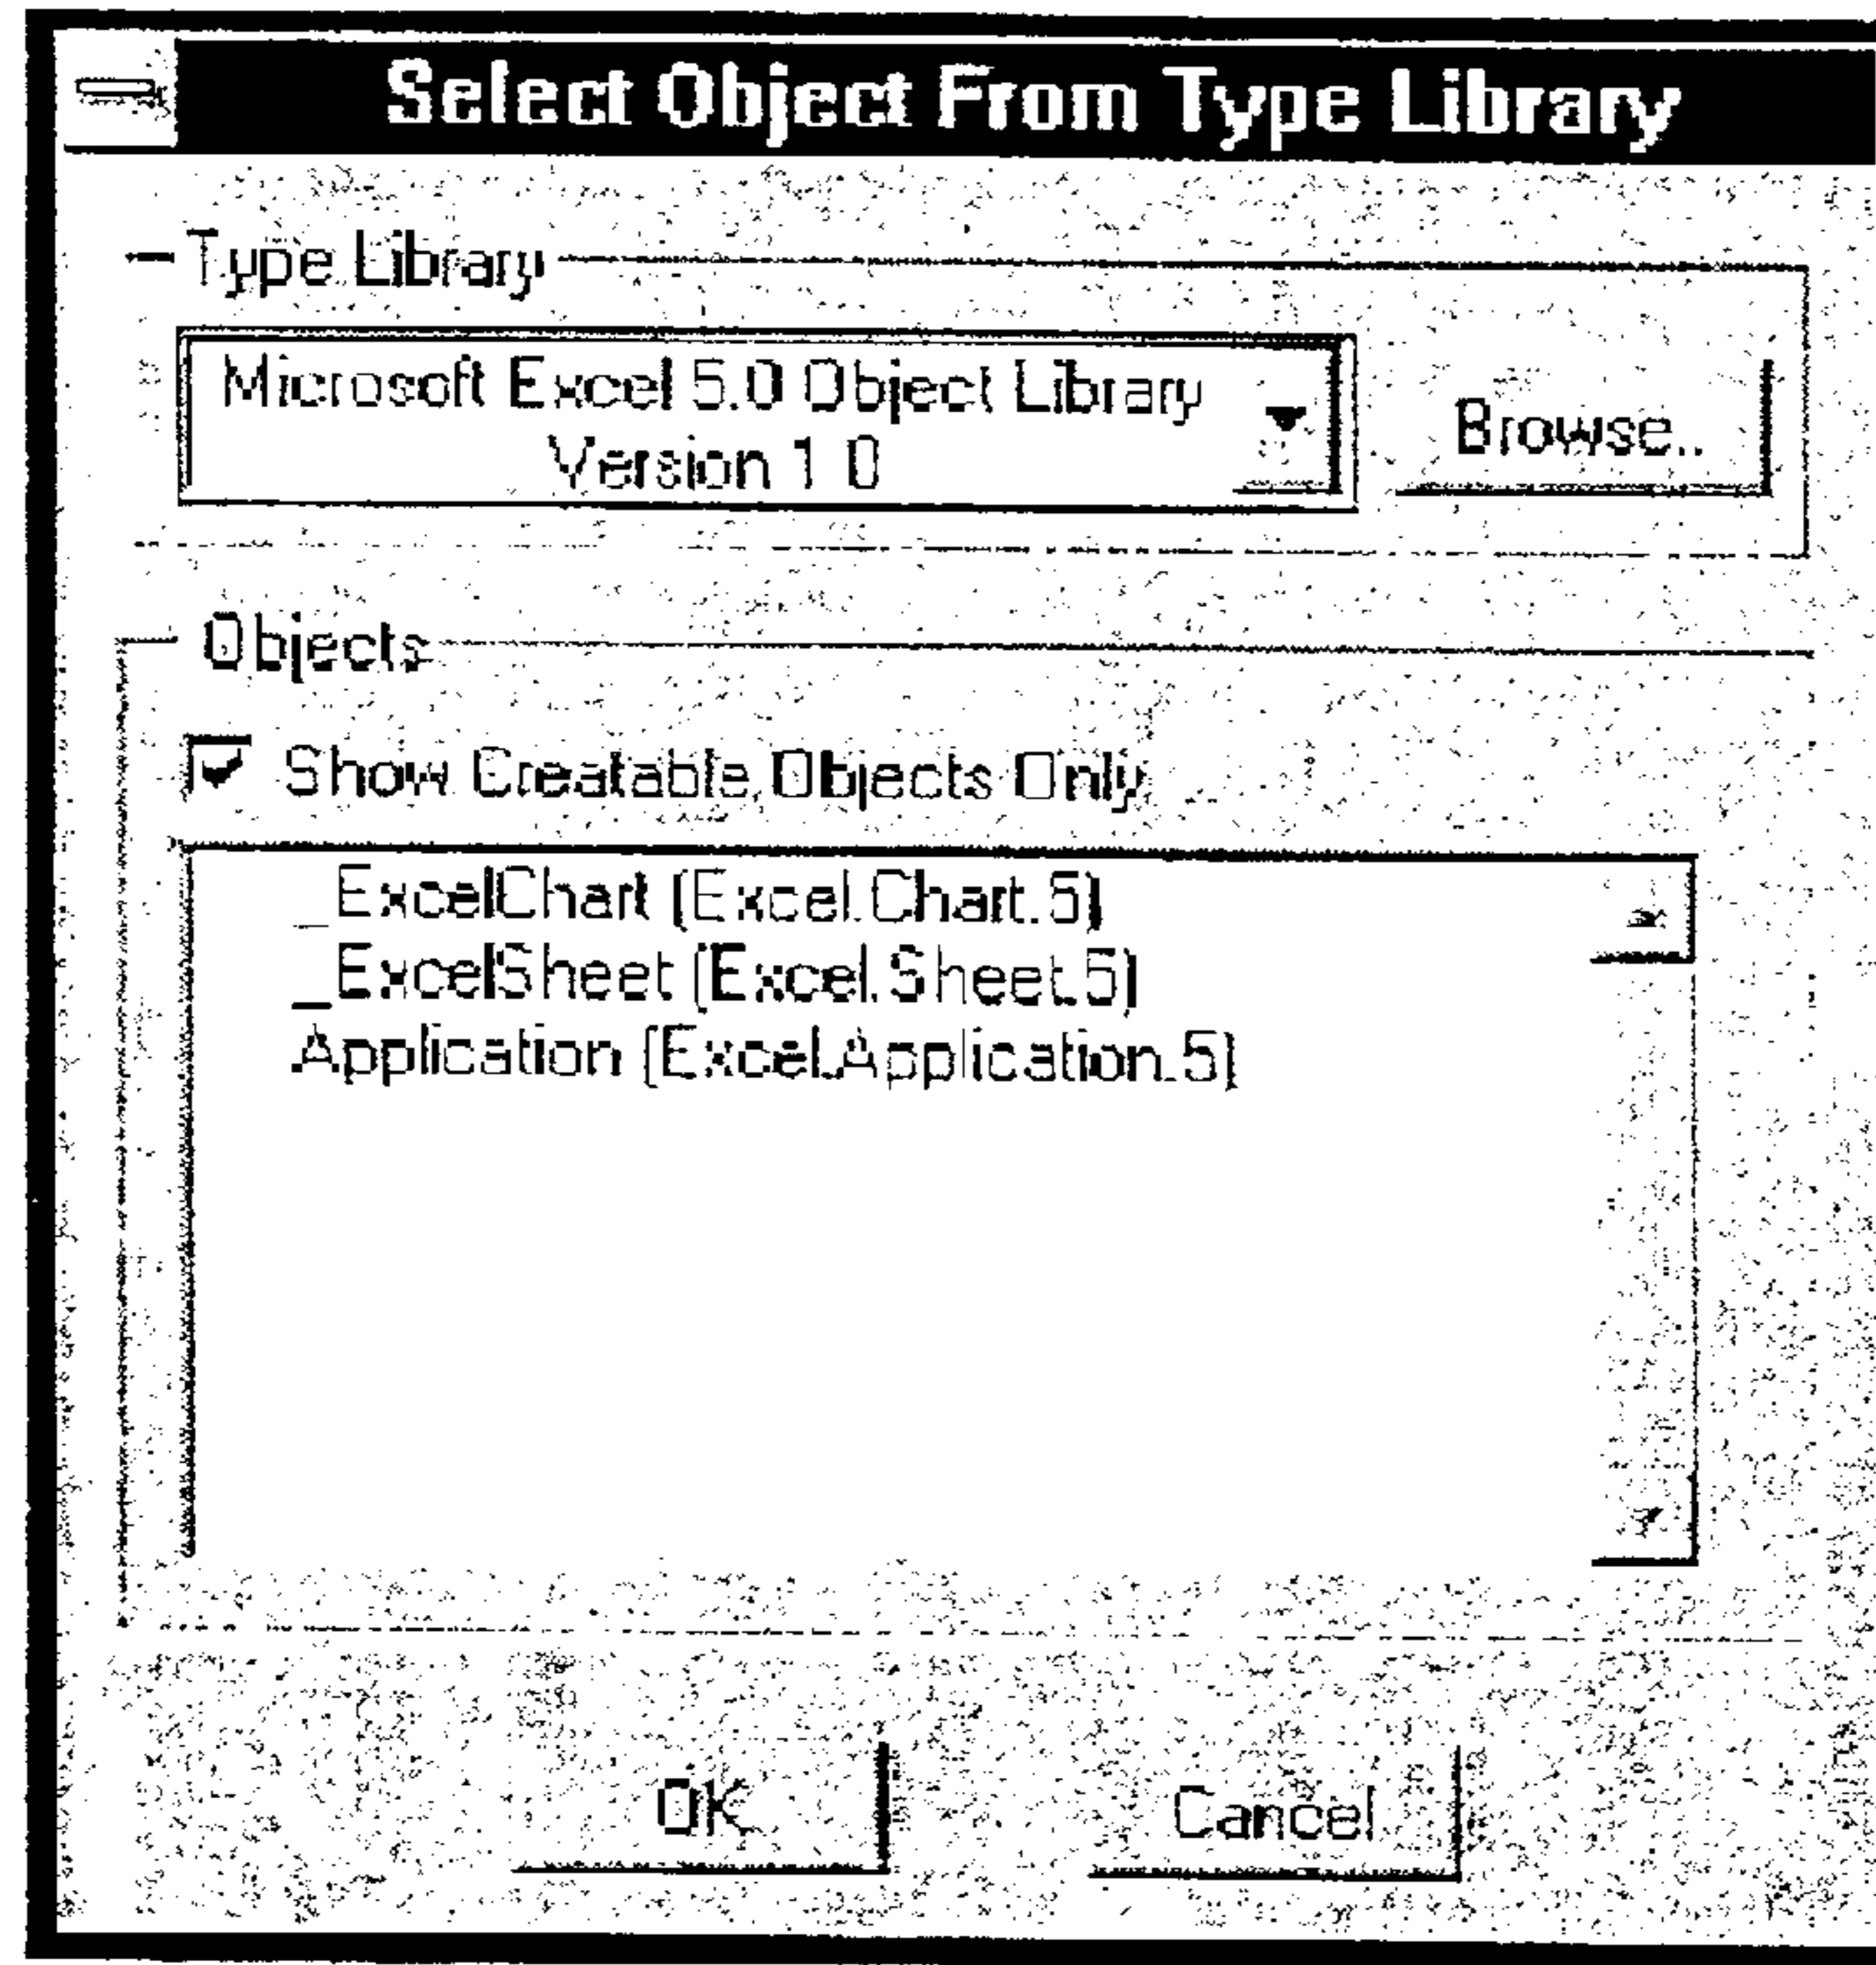 Select Object From Type Library
Type Library
Microsoft Excel 5.0 Object Library
Version 1.0
Browse..
Objects
Show Creatable Objects Only
_ExcelChart (Excel.Chart.5)
_ExcelSheet (Excel.Sheet.5)
Application (Excel.Application.5)
OK
Cancel